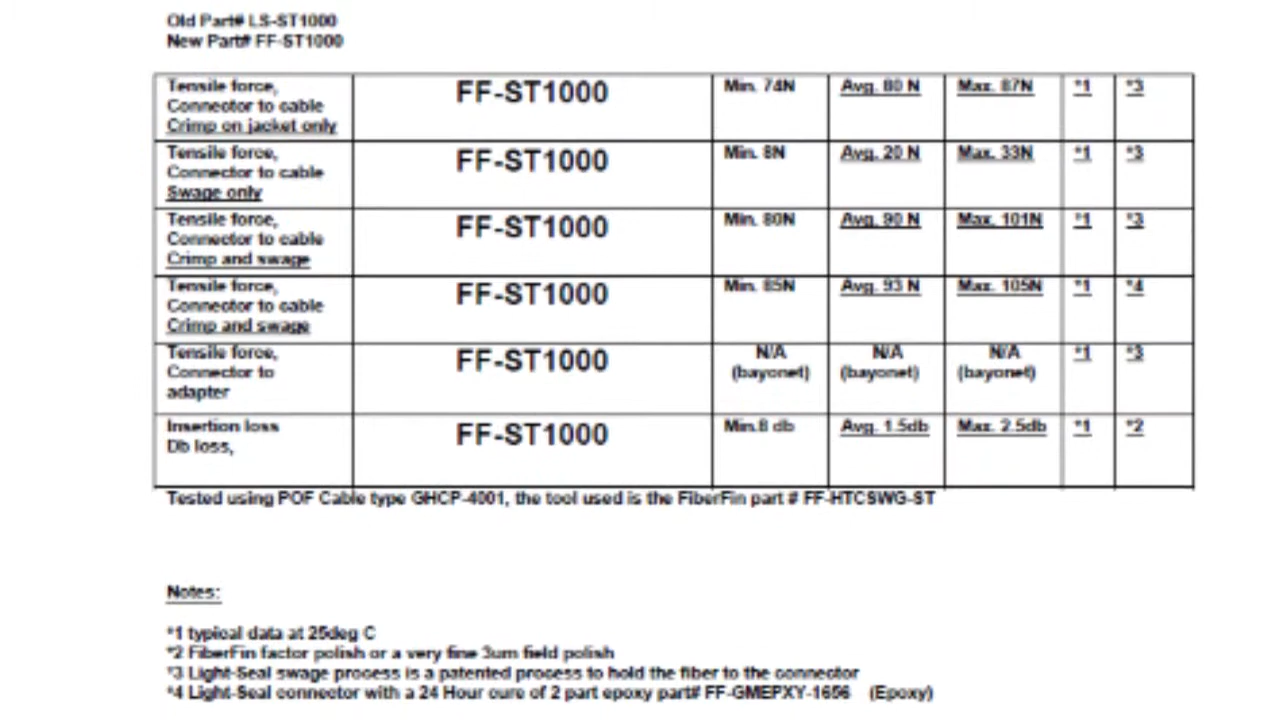 Old Part# LS-ST1000
New Part# FF-ST1000
Tensile force, Connector to cable Crimp on jacket only FF-ST1000 Min. 74N Avg. 80 N Max. 87N *1 *3
Tensile force, Connector to cable Swage only FF-ST1000 Min. 8N Avg. 20 N Max. 33N *1 *3
Tensile force, Connector to cable Crimp and swage FF-ST1000 Min. 80N Avg. 90 N Max. 101N *1 *3
Tensile force, Connector to cable Crimp and swage FF-ST1000 Min. 85N Avg. 93 N Max. 105N *1 *4
Tensile force, Connector to adapter FF-ST1000 N/A (bayonet) N/A (bayonet) N/A (bayonet) *1 *3
Insertion loss Db loss, FF-ST1000 Min.8 db Avg. 1.5db Max. 2.5db *1 *2
Tested using POF Cable type GHCP-4001, the tool used is the FiberFin part # FF-HTCSWG-ST
Notes:
*1 typical data at 25deg C
*2 FiberFin factor polish or a very fine 3um field polish
*3 Light-Seal swage process is a patented process to hold the fiber to the connector
*4 Light-Seal connector with a 24 Hour cure of 2 part epoxy part# FF-GMEPXY-1656 (Epoxy)